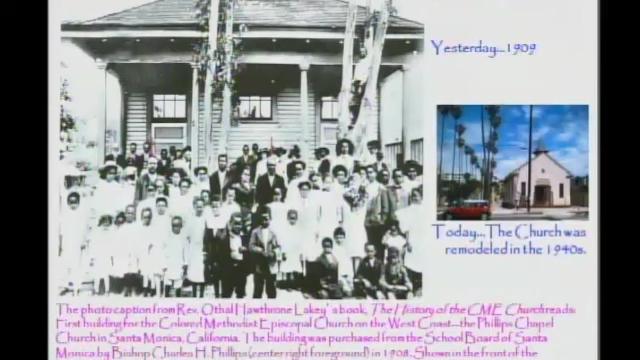 Yesterday...1909
Today...The Church was
remodeled in the 1940s.
The photo caption from Rev. Othal Hawthrone Lakey's book, The History of the CME Church reads:
First building for the Colored Methodist Episcopal Church on the West Coast—the Phillips Chapel
Church in Santa Monica, California. The building was purchased from the School Board of Santa
Monica by Bishop Charles H. Phillips (center right foreground) in 1908. Shown in the front of the